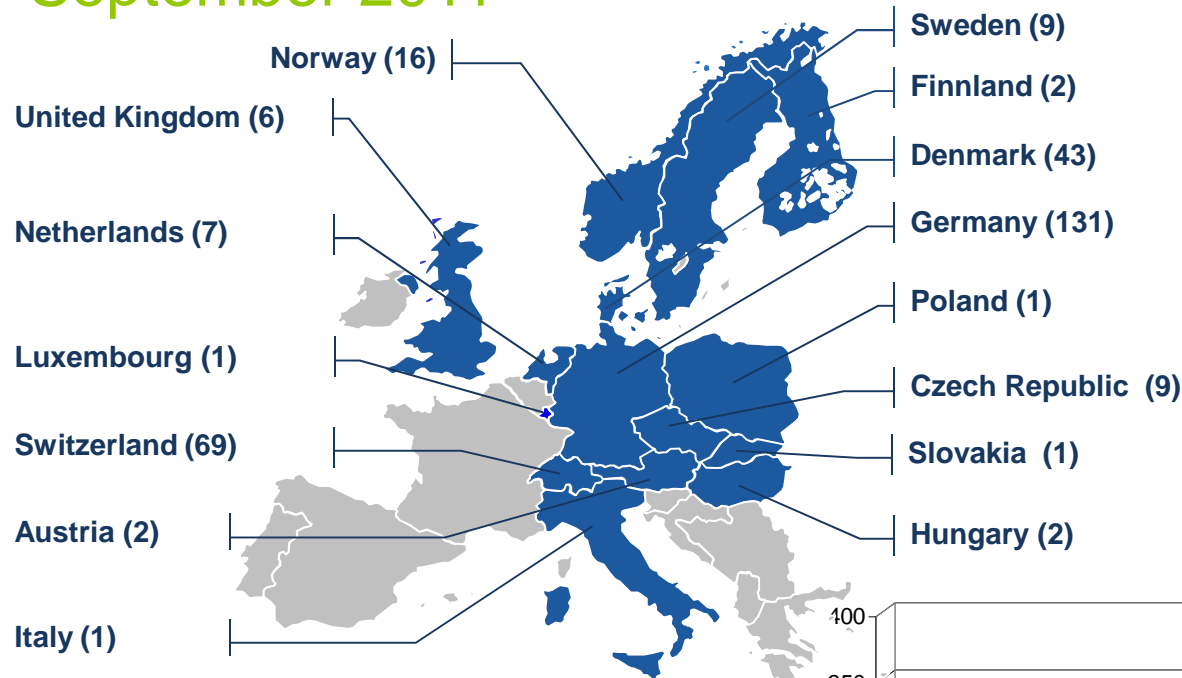 Sweden (9)
Norway (16)
Finnland (2)
United Kingdom (6)
Denmark (43)
Netherlands (7)
Germany (131)
Poland (1)
Luxembourg (1)
Czech Republic (9)
Switzerland (69)
Slovakia (1)
Austria (2)
Hungary (2)
400
Italy (1)